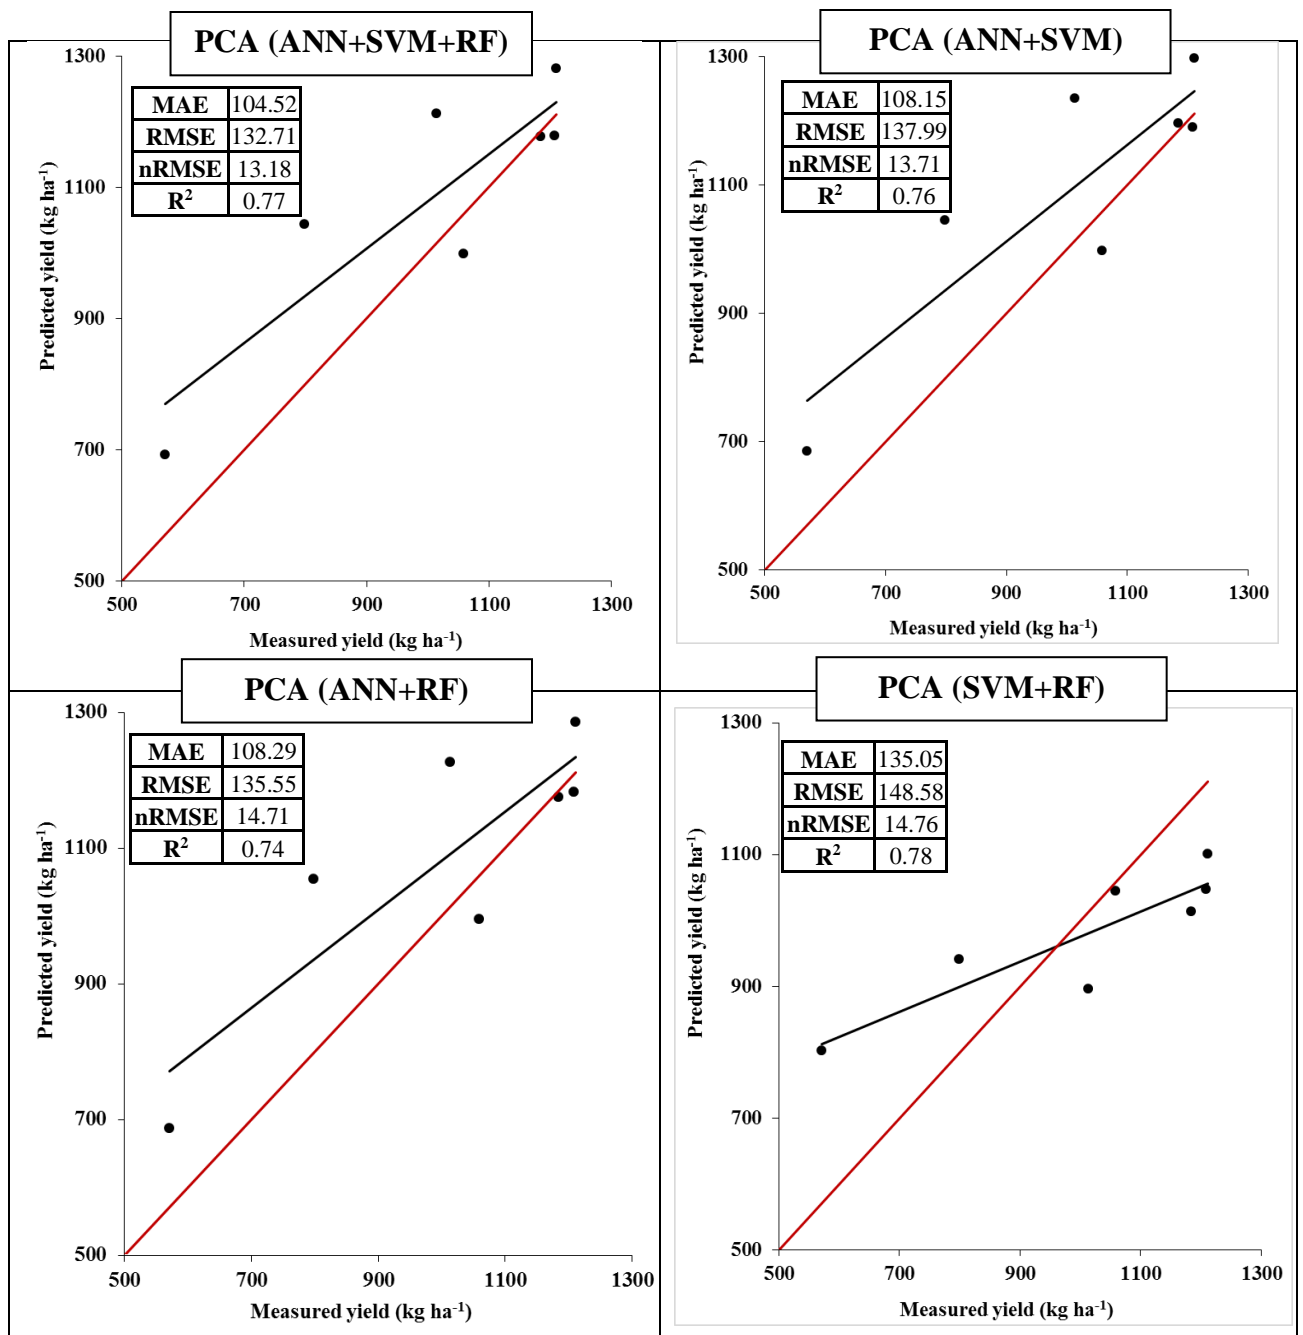 PCA (ANN+SVM+RF)
MAE 104.52
RMSE 132.71
nRMSE 13.18
R² 0.77
Predicted yield (kg ha⁻¹)
1300
1100
900
700
500
500 700 900 1100 1300
Measured yield (kg ha⁻¹)
PCA (ANN+SVM)
MAE 108.15
RMSE 137.99
nRMSE 13.71
R² 0.76
Predicted yield (kg ha⁻¹)
1300
1100
900
700
500
500 700 900 1100 1300
Measured yield (kg ha⁻¹)
PCA (ANN+RF)
MAE 108.29
RMSE 135.55
nRMSE 14.71
R² 0.74
Predicted yield (kg ha⁻¹)
1300
1100
900
700
500
500 700 900 1100 1300
Measured yield (kg ha⁻¹)
PCA (SVM+RF)
MAE 135.05
RMSE 148.58
nRMSE 14.76
R² 0.78
Predicted yield (kg ha⁻¹)
1300
1100
900
700
500
500 700 900 1100 1300
Measured yield (kg ha⁻¹)